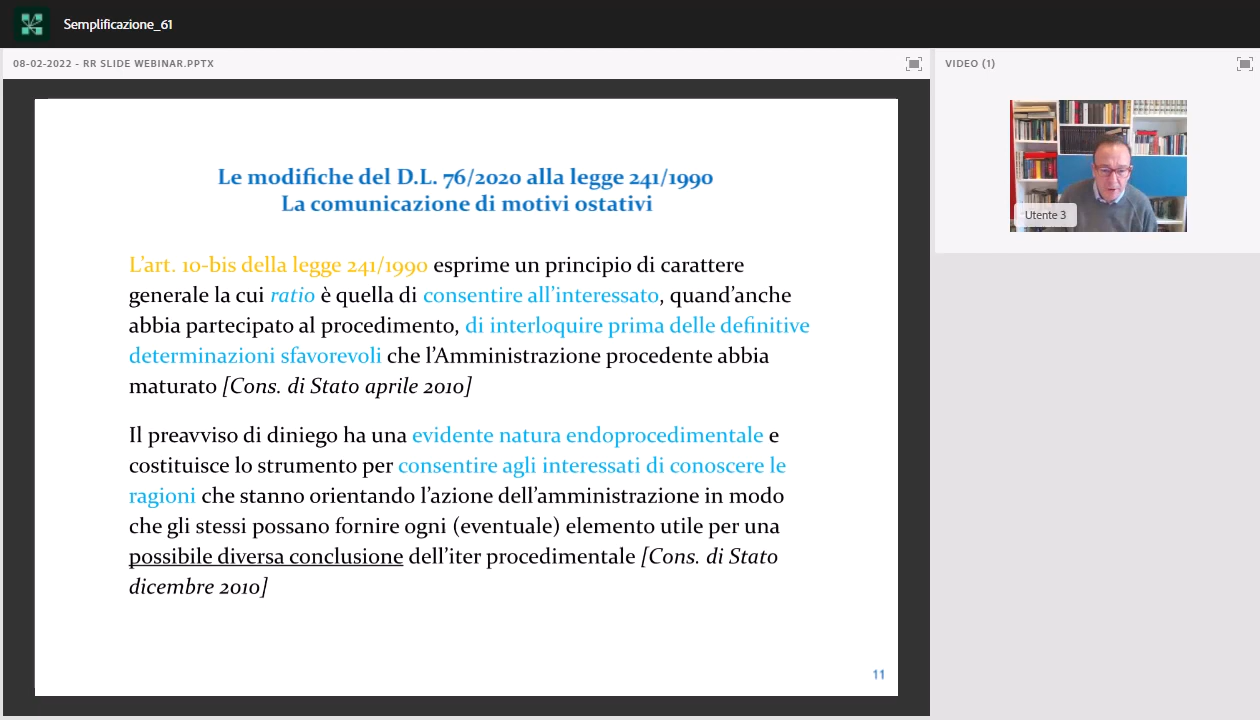 Semplificazione_61
08-02-2022 - RR SLIDE WEBINAR.PPTX
VIDEO (1)
Le modifiche del D.L. 76/2020 alla legge 241/1990
La comunicazione di motivi ostativi
L’art. 10-bis della legge 241/1990 esprime un principio di carattere
generale la cui ratio è quella di consentire all’interessato, quand’anche
abbia partecipato al procedimento, di interloquire prima delle definitive
determinazioni sfavorevoli che l’Amministrazione procedente abbia
maturato [Cons. di Stato aprile 2010]
Il preavviso di diniego ha una evidente natura endoprocedimentale e
costituisce lo strumento per consentire agli interessati di conoscere le
ragioni che stanno orientando l’azione dell’amministrazione in modo
che gli stessi possano fornire ogni (eventuale) elemento utile per una
possibile diversa conclusione dell’iter procedimentale [Cons. di Stato
dicembre 2010]
11
Utente 3